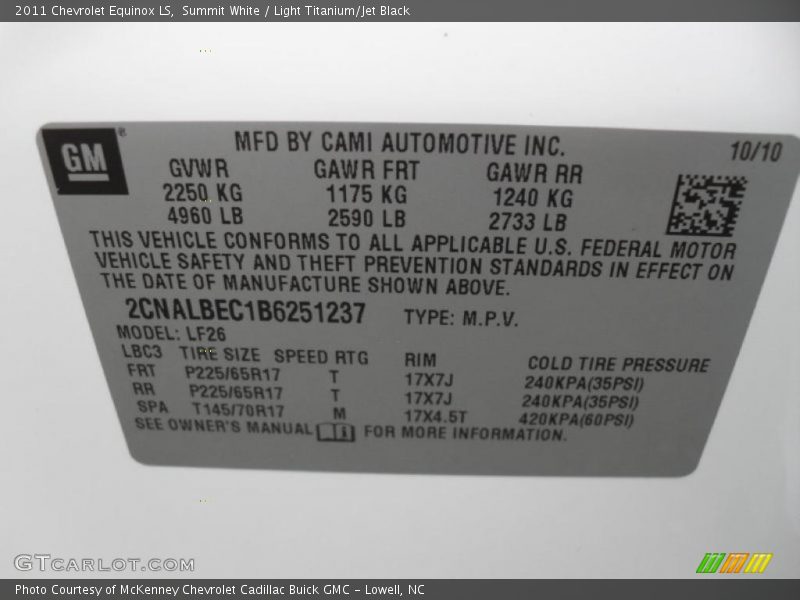 2011 Chevrolet Equinox LS,  Summit White / Light Titanium/Jet Black
GM ®
MFD BY CAMI AUTOMOTIVE INC. 10/10
GVWR GAWR FRT GAWR RR
2250 KG 1175 KG 1240 KG
4960 LB 2590 LB 2733 LB
THIS VEHICLE CONFORMS TO ALL APPLICABLE U.S. FEDERAL MOTOR
VEHICLE SAFETY AND THEFT PREVENTION STANDARDS IN EFFECT ON
THE DATE OF MANUFACTURE SHOWN ABOVE.
2CNALBEC1B6251237 TYPE: M.P.V.
MODEL: LF26
LBC3 TIRE SIZE SPEED RTG RIM COLD TIRE PRESSURE
FRT P225/65R17 T 17X7J 240KPA(35PSI)
RR P225/65R17 T 17X7J 240KPA(35PSI)
SPA T145/70R17 M 17X4.5T 420KPA(60PSI)
SEE OWNER'S MANUAL FOR MORE INFORMATION.
GTCARLOT.COM
Photo Courtesy of McKenney Chevrolet Cadillac Buick GMC - Lowell, NC